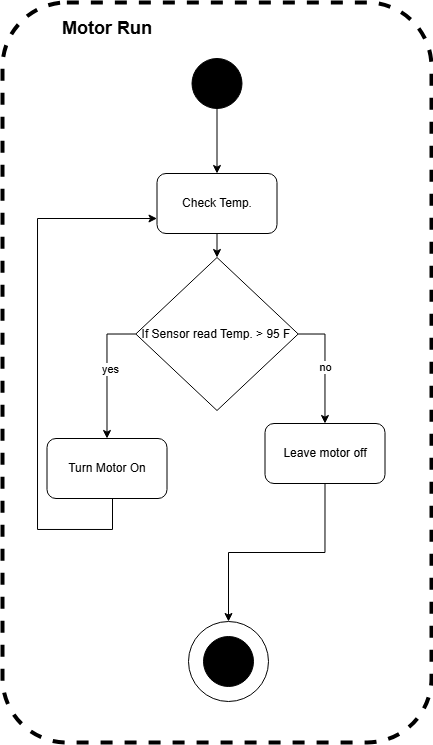 Motor Run
Check Temp.
If Sensor read Temp. > 95 F
yes
no
Turn Motor On
Leave motor off